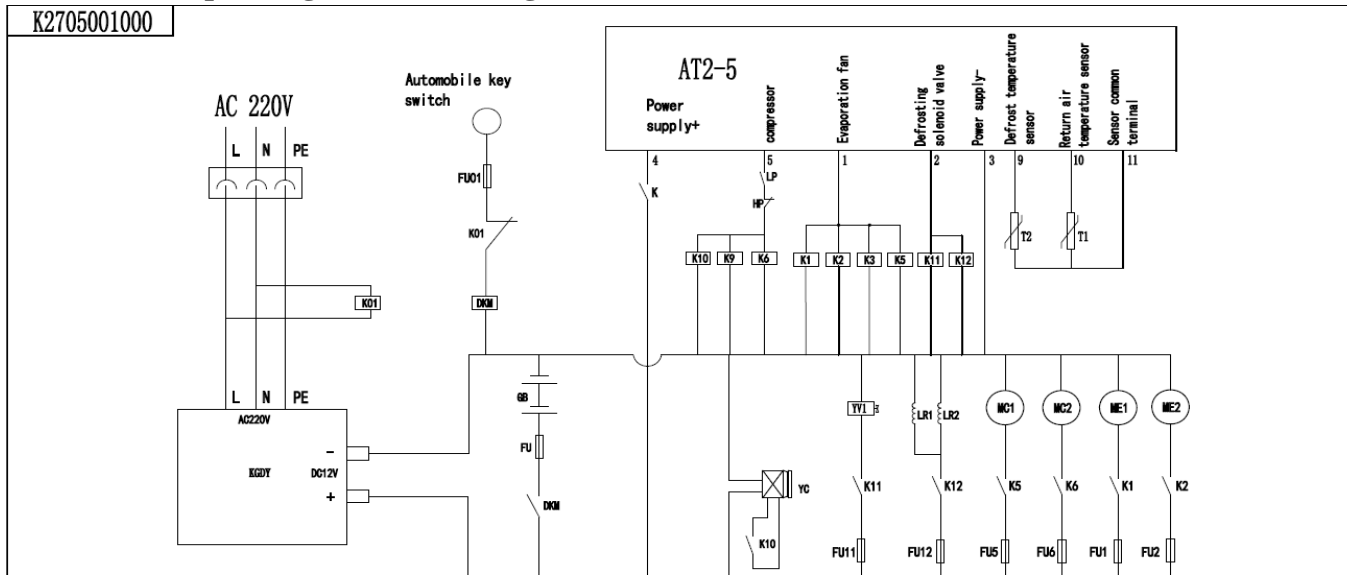 K2705001000
AT2-5
AC 220V
L N PE
Automobile key
switch
FU01
K01
DKM
K01
Power
supply+
compressor
Evaporation fan
Defrosting
solenoid valve
Power supply-
Defrost temperature
sensor
Return air
temperature sensor
Sensor common
terminal
4 5 1 2 3 9 10 11
K
LP
HP
T2 T1
K10 K9 K6 K1 K2 K3 K5 K11 K12
L N PE
AC220V
KGDY
DC12V
-
+
GB
FU
DKM
YC
K10
YV1
LR1 LR2
MC1 MC2 ME1 ME2
K11 K12 K5 K6 K1 K2
FU11 FU12 FU5 FU6 FU1 FU2